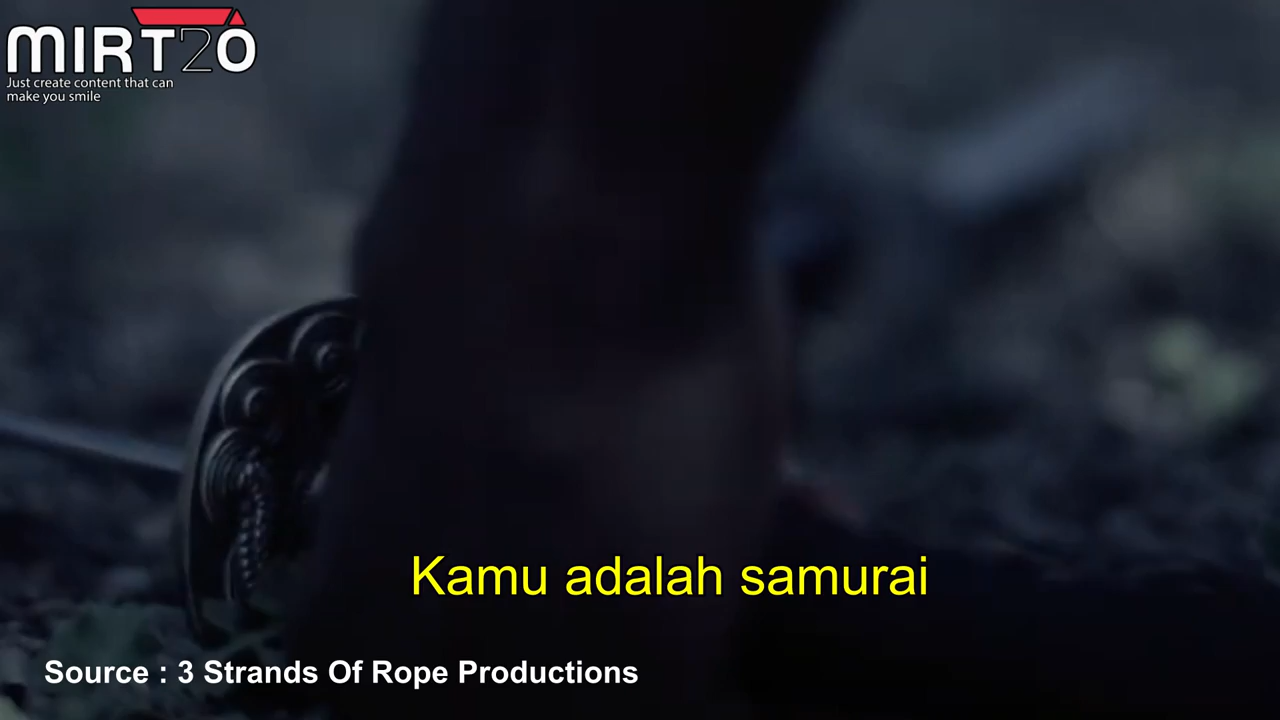 MIRT2O
Just create content that can
make you smile
Kamu adalah samurai
Source : 3 Strands Of Rope Productions